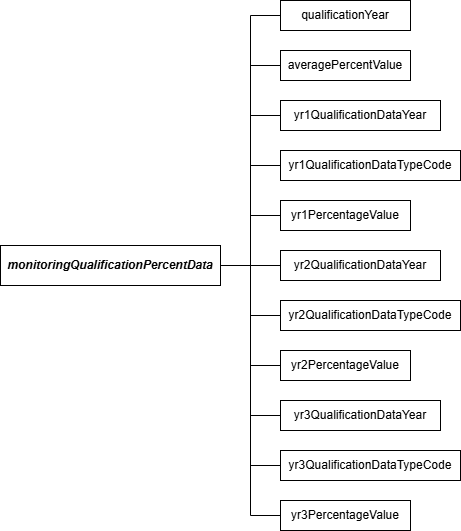 qualificationYear
averagePercentValue
yr1QualificationDataYear
yr1QualificationDataTypeCode
yr1PercentageValue
monitoringQualificationPercentData
yr2QualificationDataYear
yr2QualificationDataTypeCode
yr2PercentageValue
yr3QualificationDataYear
yr3QualificationDataTypeCode
yr3PercentageValue